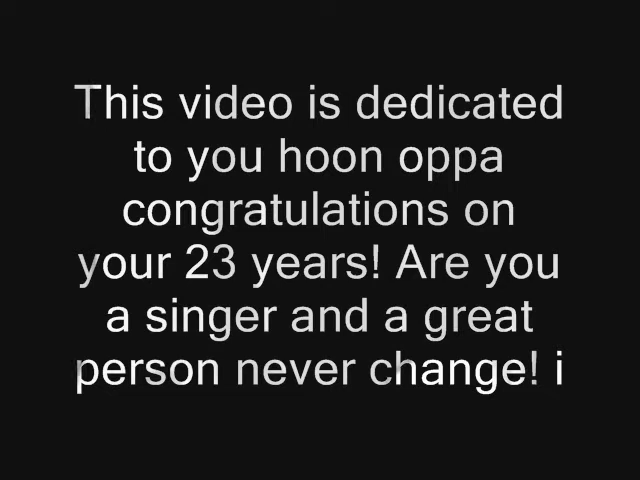 This video is dedicated
to you hoon oppa
congratulations on
your 23 years! Are you
a singer and a great
person never change! i